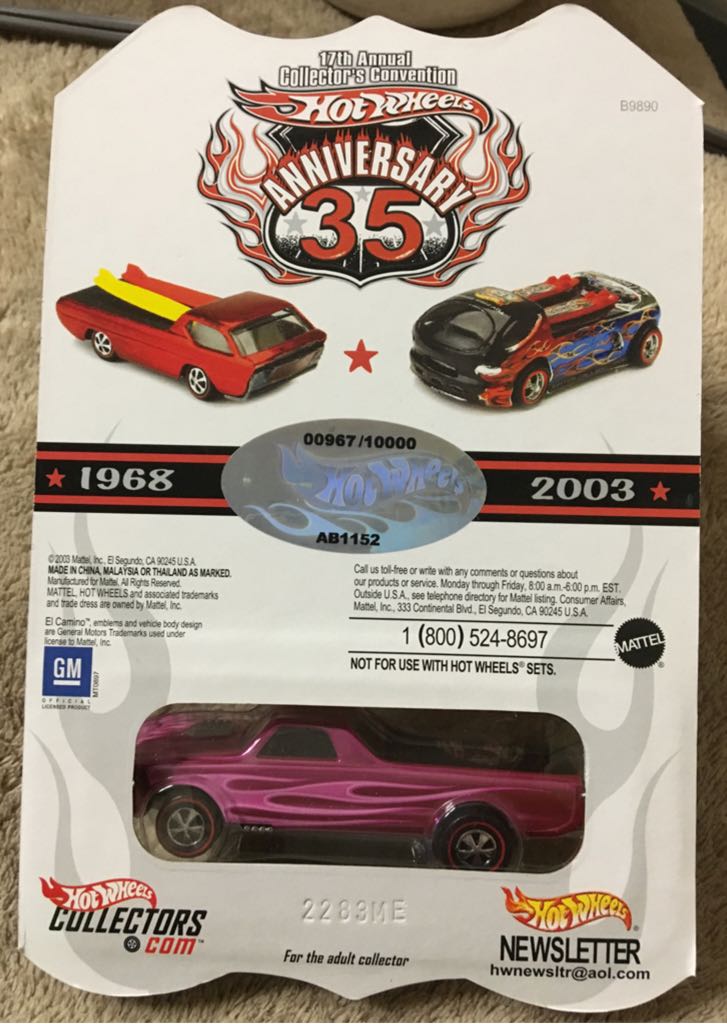 17th Annual
Collector's Convention
Hot Wheels
ANNIVERSARY
35
B9890
00967/10000
Hot Wheels
AB1152
1968
2003
© 2003 Mattel, Inc. El Segundo, CA 90245 U.S.A.
MADE IN CHINA, MALAYSIA OR THAILAND AS MARKED.
Manufactured for Mattel. All Rights Reserved.
MATTEL, HOT WHEELS and associated trademarks
and trade dress are owned by Mattel, Inc.
El Camino™, emblems and vehicle body design
are General Motors Trademarks used under
license to Mattel, Inc.
GM
OFFICIAL
LICENSED PRODUCT
Call us toll-free or write with any comments or questions about
our products or service. Monday through Friday, 8:00 a.m.-6:00 p.m. EST.
Outside U.S.A., see telephone directory for Mattel listing. Consumer Affairs,
Mattel, Inc., 333 Continental Blvd., El Segundo, CA 90245 U.S.A.
1 (800) 524-8697
MATTEL®
NOT FOR USE WITH HOT WHEELS® SETS.
Hot Wheels
COLLECTORS
.COM™
2283ME
For the adult collector
Hot Wheels
NEWSLETTER
hwnewsltr@aol.com